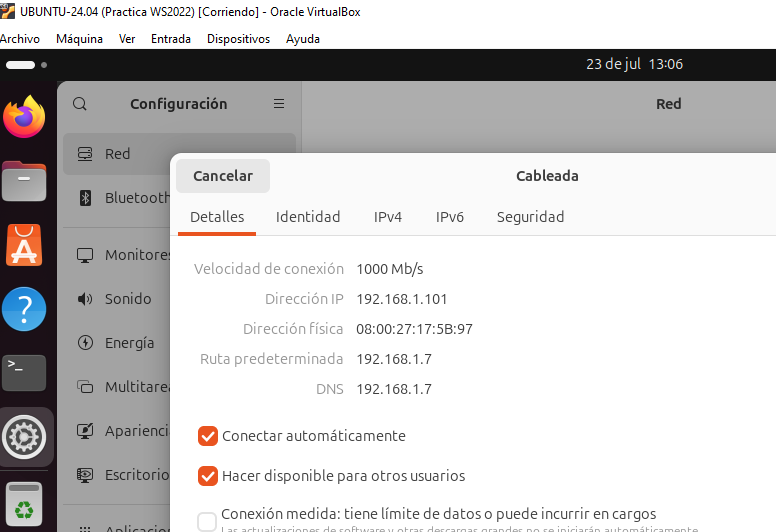 UBUNTU-24.04 (Practica WS2022) [Corriendo] - Oracle VirtualBox
Archivo Máquina Ver Entrada Dispositivos Ayuda
23 de jul 13:06
Configuración
Red
Red
Bluetooth
Monitores
Sonido
Energía
Multitarea
Aparienci
Escritorio
Aplicacion
Cancelar
Cableada
Detalles Identidad IPv4 IPv6 Seguridad
Velocidad de conexión 1000 Mb/s
Dirección IP 192.168.1.101
Dirección física 08:00:27:17:5B:97
Ruta predeterminada 192.168.1.7
DNS 192.168.1.7
Conectar automáticamente
Hacer disponible para otros usuarios
Conexión medida: tiene límite de datos o puede incurrir en cargos
Las actualizaciones de software y otras descargas grandes no se iniciarán automáticamente.